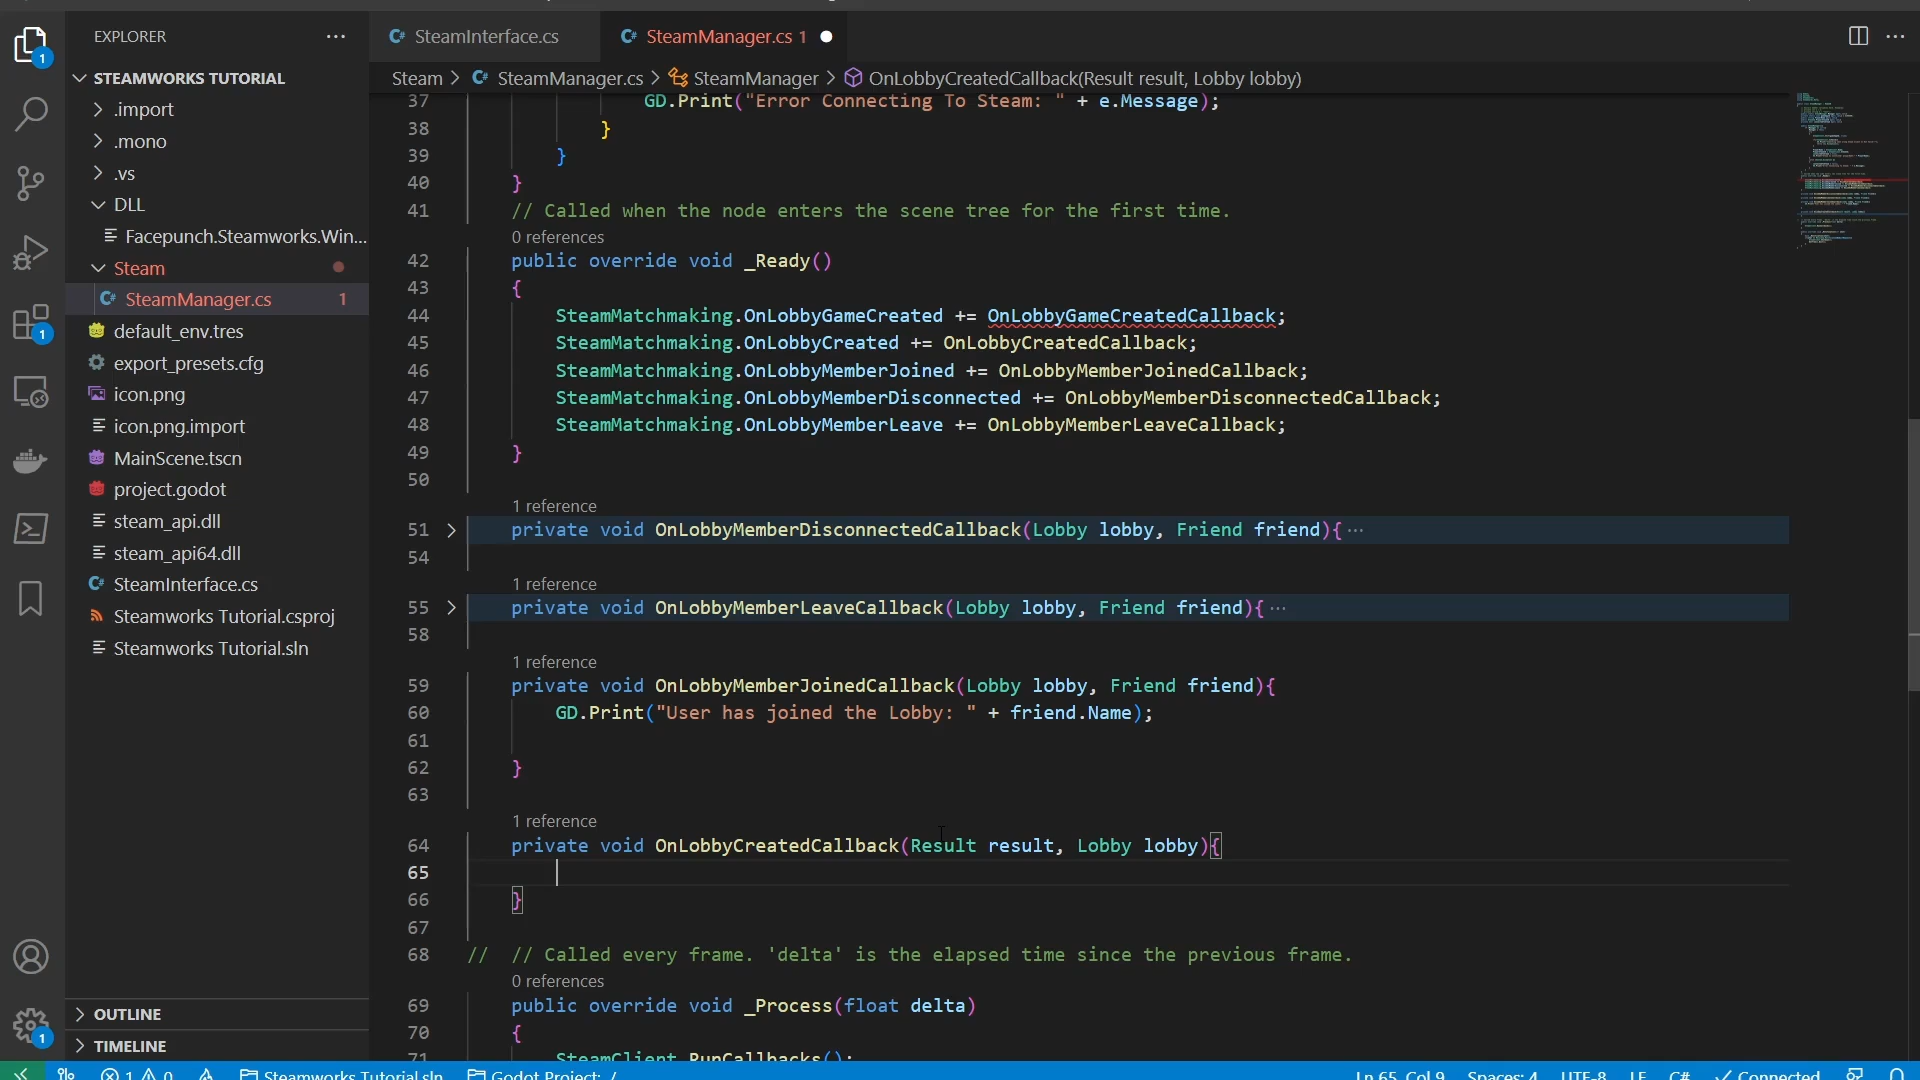 EXPLORER
STEAMWORKS TUTORIAL
.import
.mono
.vs
DLL
Facepunch.Steamworks.Win...
Steam
SteamManager.cs 1
default_env.tres
export_presets.cfg
icon.png
icon.png.import
MainScene.tscn
project.godot
steam_api.dll
steam_api64.dll
SteamInterface.cs
Steamworks Tutorial.csproj
Steamworks Tutorial.sln
OUTLINE
TIMELINE
SteamInterface.cs
SteamManager.cs 1
Steam > SteamManager.cs > SteamManager > OnLobbyCreatedCallback(Result result, Lobby lobby)
37 GD.Print("Error Connecting To Steam: " + e.Message);
38 }
39 }
40 }
41 // Called when the node enters the scene tree for the first time.
0 references
42 public override void _Ready()
43 {
44 SteamMatchmaking.OnLobbyGameCreated += OnLobbyGameCreatedCallback;
45 SteamMatchmaking.OnLobbyCreated += OnLobbyCreatedCallback;
46 SteamMatchmaking.OnLobbyMemberJoined += OnLobbyMemberJoinedCallback;
47 SteamMatchmaking.OnLobbyMemberDisconnected += OnLobbyMemberDisconnectedCallback;
48 SteamMatchmaking.OnLobbyMemberLeave += OnLobbyMemberLeaveCallback;
49 }
50
1 reference
51 private void OnLobbyMemberDisconnectedCallback(Lobby lobby, Friend friend){ ...
54
1 reference
55 private void OnLobbyMemberLeaveCallback(Lobby lobby, Friend friend){ ...
58
1 reference
59 private void OnLobbyMemberJoinedCallback(Lobby lobby, Friend friend){
60 GD.Print("User has joined the Lobby: " + friend.Name);
61
62 }
63
1 reference
64 private void OnLobbyCreatedCallback(Result result, Lobby lobby){
65
66 }
67
68 // // Called every frame. 'delta' is the elapsed time since the previous frame.
0 references
69 public override void _Process(float delta)
70 {
71 SteamClient.RunCallbacks();
1 0 Steamworks Tutorial.sln Godot Project: / Ln 65, Col 9 Spaces: 4 UTF-8 LF C# Connected